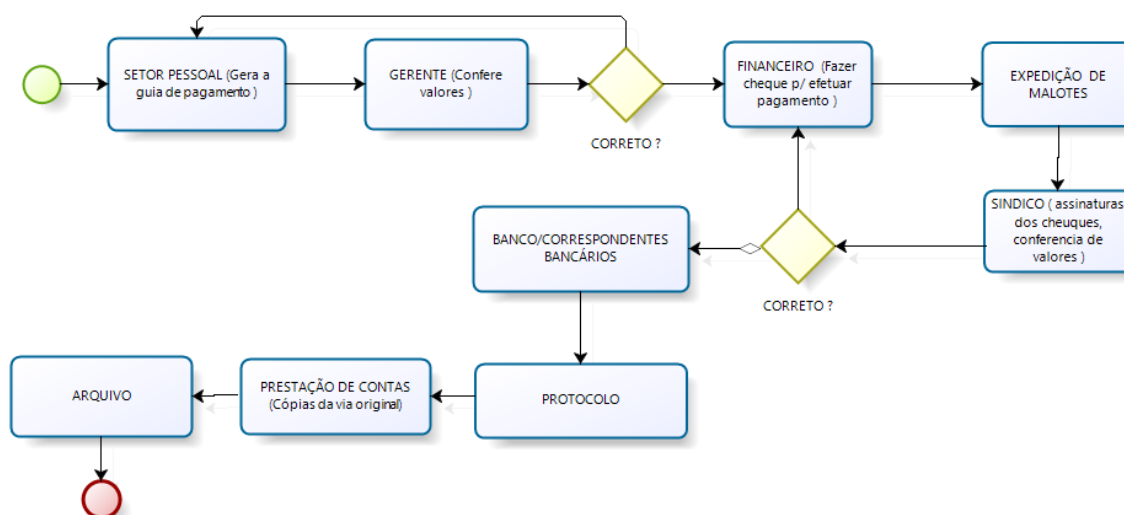 SETOR PESSOAL (Gera a
guia de pagamento )
GERENTE (Confere
valores )
CORRETO ?
FINANCEIRO (Fazer
cheque p/ efetuar
pagamento )
EXPEDIÇÃO DE
MALOTES
SINDICO ( assinaturas
dos cheuques,
conferencia de
valores )
CORRETO ?
BANCO/CORRESPONDENTES
BANCÁRIOS
PROTOCOLO
PRESTAÇÃO DE CONTAS
(Cópias da via original)
ARQUIVO